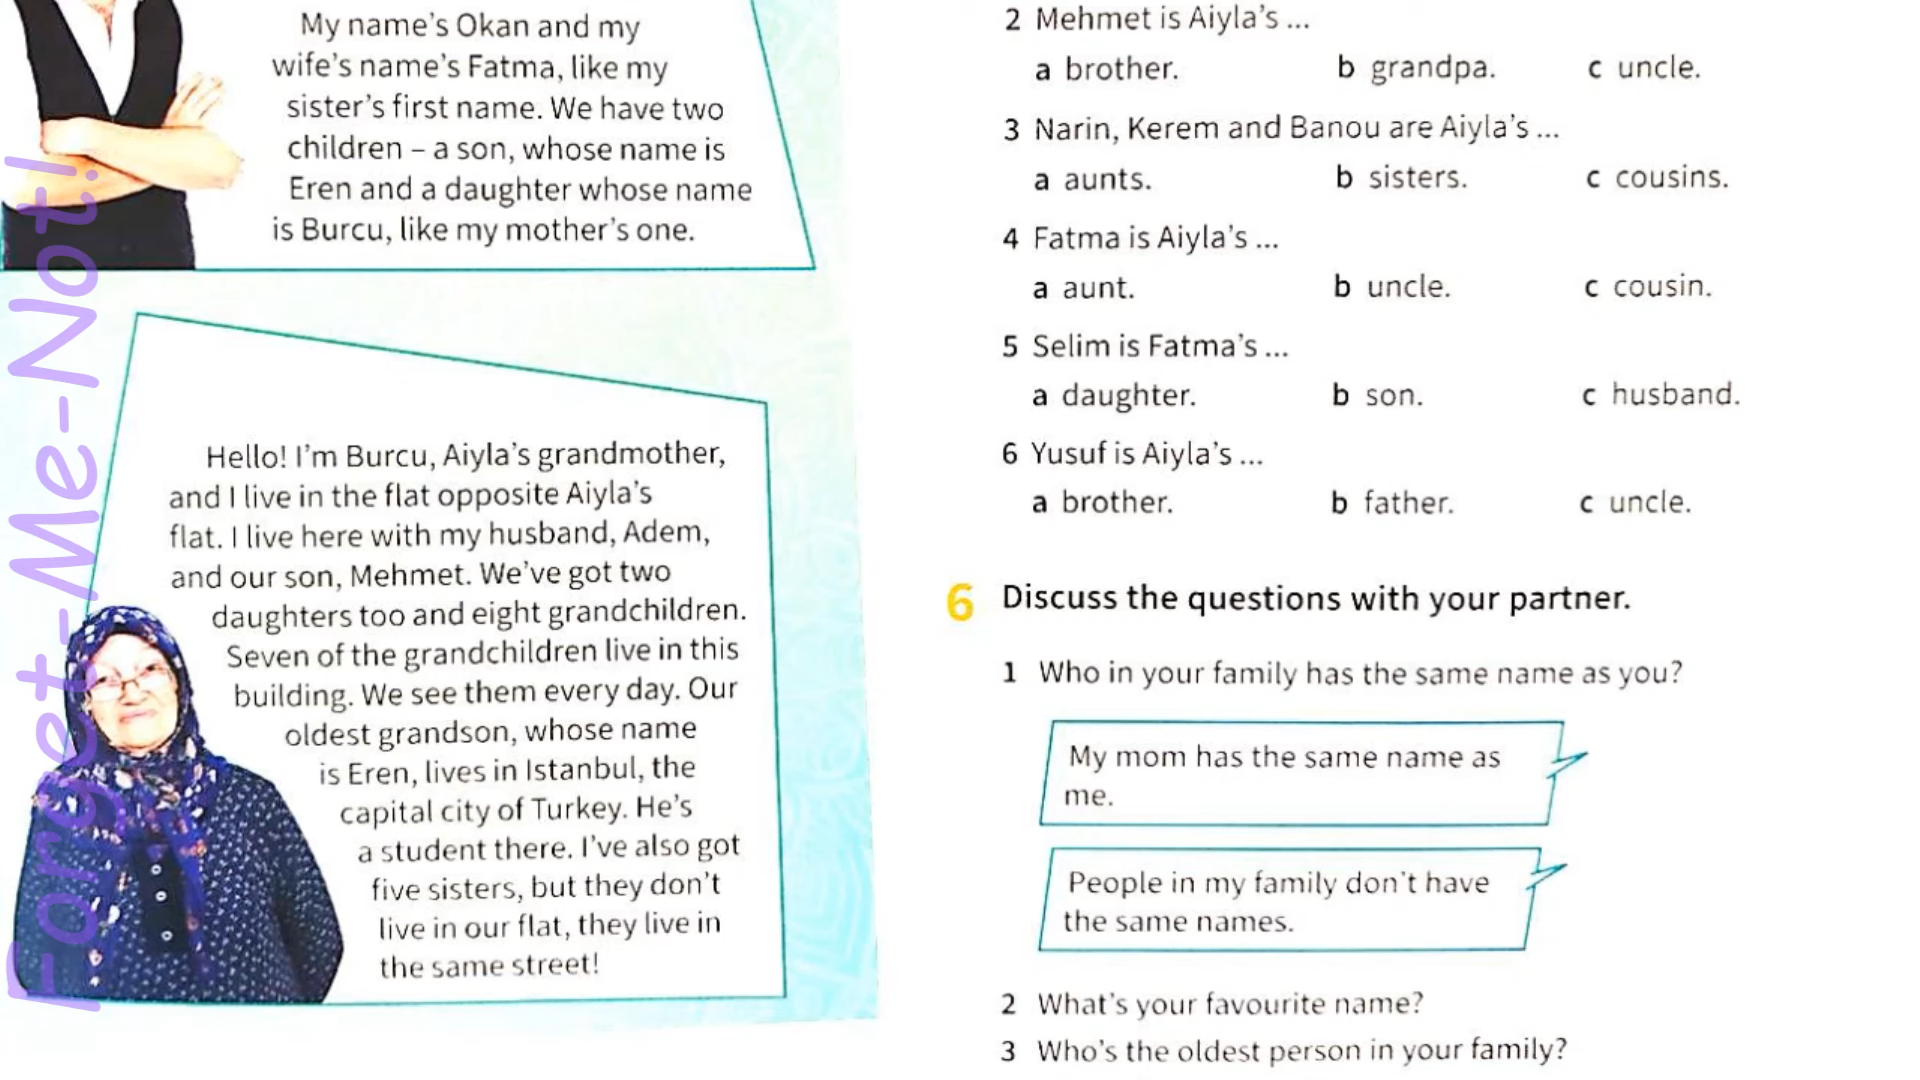 My name's Okan and my
wife's name's Fatma, like my
sister's first name. We have two
children – a son, whose name is
Eren and a daughter whose name
is Burcu, like my mother's one.
Hello! I'm Burcu, Aiyla's grandmother,
and I live in the flat opposite Aiyla's
flat. I live here with my husband, Adem,
and our son, Mehmet. We've got two
daughters too and eight grandchildren.
Seven of the grandchildren live in this
building. We see them every day. Our
oldest grandson, whose name
is Eren, lives in Istanbul, the
capital city of Turkey. He's
a student there. I've also got
five sisters, but they don't
live in our flat, they live in
the same street!
Forget-Me-Not!
2 Mehmet is Aiyla's ...
a brother. b grandpa. c uncle.
3 Narin, Kerem and Banou are Aiyla's ...
a aunts. b sisters. c cousins.
4 Fatma is Aiyla's ...
a aunt. b uncle. c cousin.
5 Selim is Fatma's ...
a daughter. b son. c husband.
6 Yusuf is Aiyla's ...
a brother. b father. c uncle.
6 Discuss the questions with your partner.
1 Who in your family has the same name as you?
My mom has the same name as
me.
People in my family don't have
the same names.
2 What's your favourite name?
3 Who's the oldest person in your family?